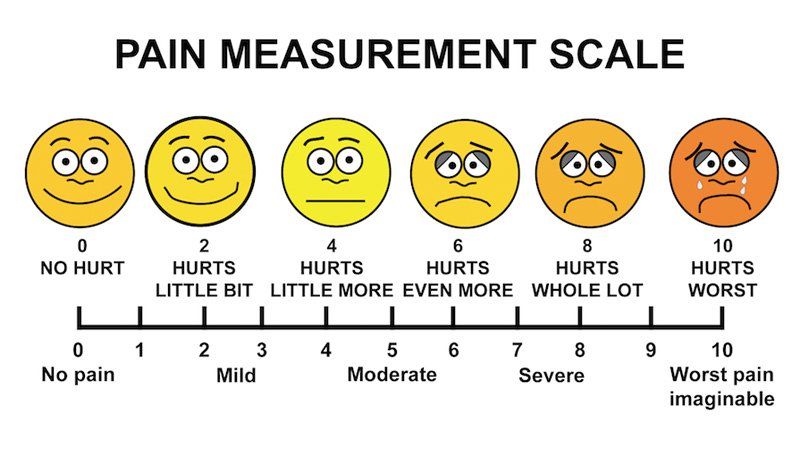 PAIN MEASUREMENT SCALE
0 2 4 6 8 10
NO HURT HURTS HURTS HURTS HURTS HURTS
LITTLE BIT LITTLE MORE EVEN MORE WHOLE LOT WORST
0 1 2 3 4 5 6 7 8 9 10
No pain Mild Moderate Severe Worst pain
imaginable